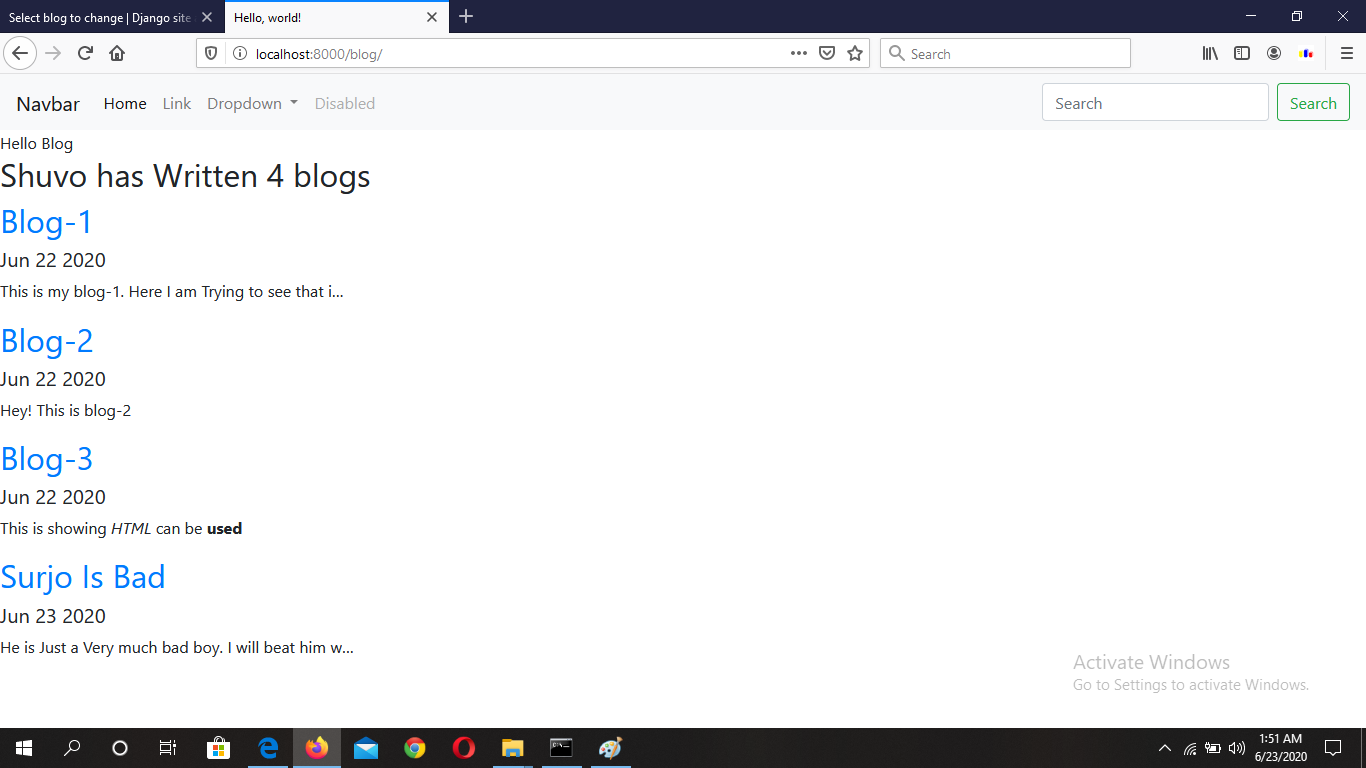 Select blog to change | Django site
Hello, world!
localhost:8000/blog/
Search
Navbar Home Link Dropdown Disabled Search Search
Hello Blog
Shuvo has Written 4 blogs
Blog-1
Jun 22 2020
This is my blog-1. Here I am Trying to see that i...
Blog-2
Jun 22 2020
Hey! This is blog-2
Blog-3
Jun 22 2020
This is showing HTML can be used
Surjo Is Bad
Jun 23 2020
He is Just a Very much bad boy. I will beat him w...
Activate Windows
Go to Settings to activate Windows.
1:51 AM
6/23/2020